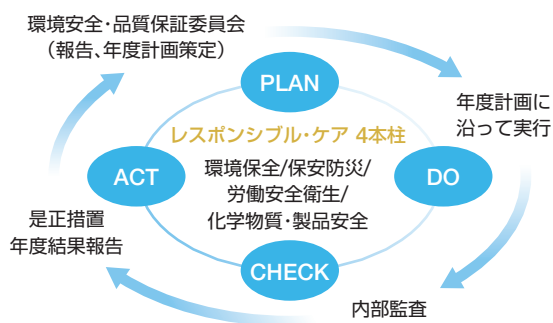 環境安全・品質保証委員会
（報告、年度計画策定）
PLAN
年度計画に
沿って実行
レスポンシブル・ケア 4本柱
ACT
環境保全/保安防災/
労働安全衛生/
化学物質・製品安全
DO
是正措置
年度結果報告
CHECK
内部監査